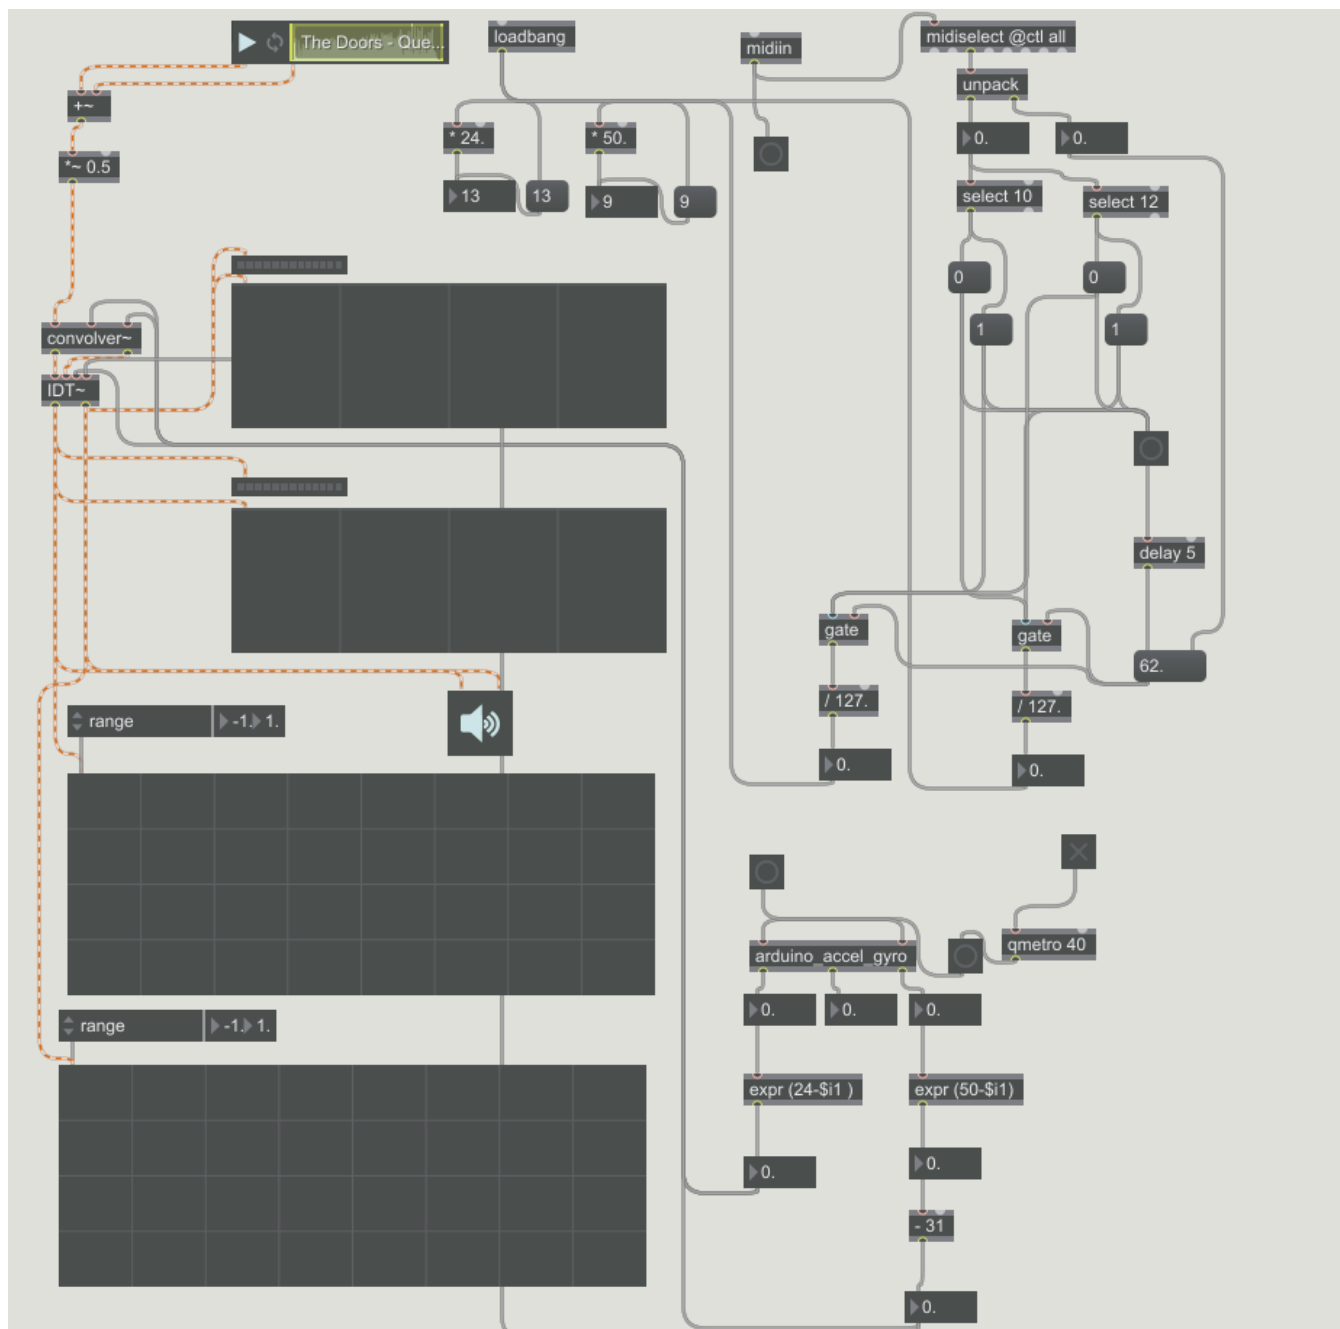 The Doors - Que...
loadbang
midiin
midiselect @ctl all
unpack
+~
* 24.
* 50.
0.
0.
*~ 0.5
13
13
9
9
select 10
select 12
0
0
1
1
convolver~
IDT~
delay 5
gate
gate
62.
/ 127.
/ 127.
range
-1.
1.
0.
0.
arduino_accel_gyro
qmetro 40
0.
0.
0.
range
-1.
1.
expr (24-$i1 )
expr (50-$i1)
0.
0.
- 31
0.